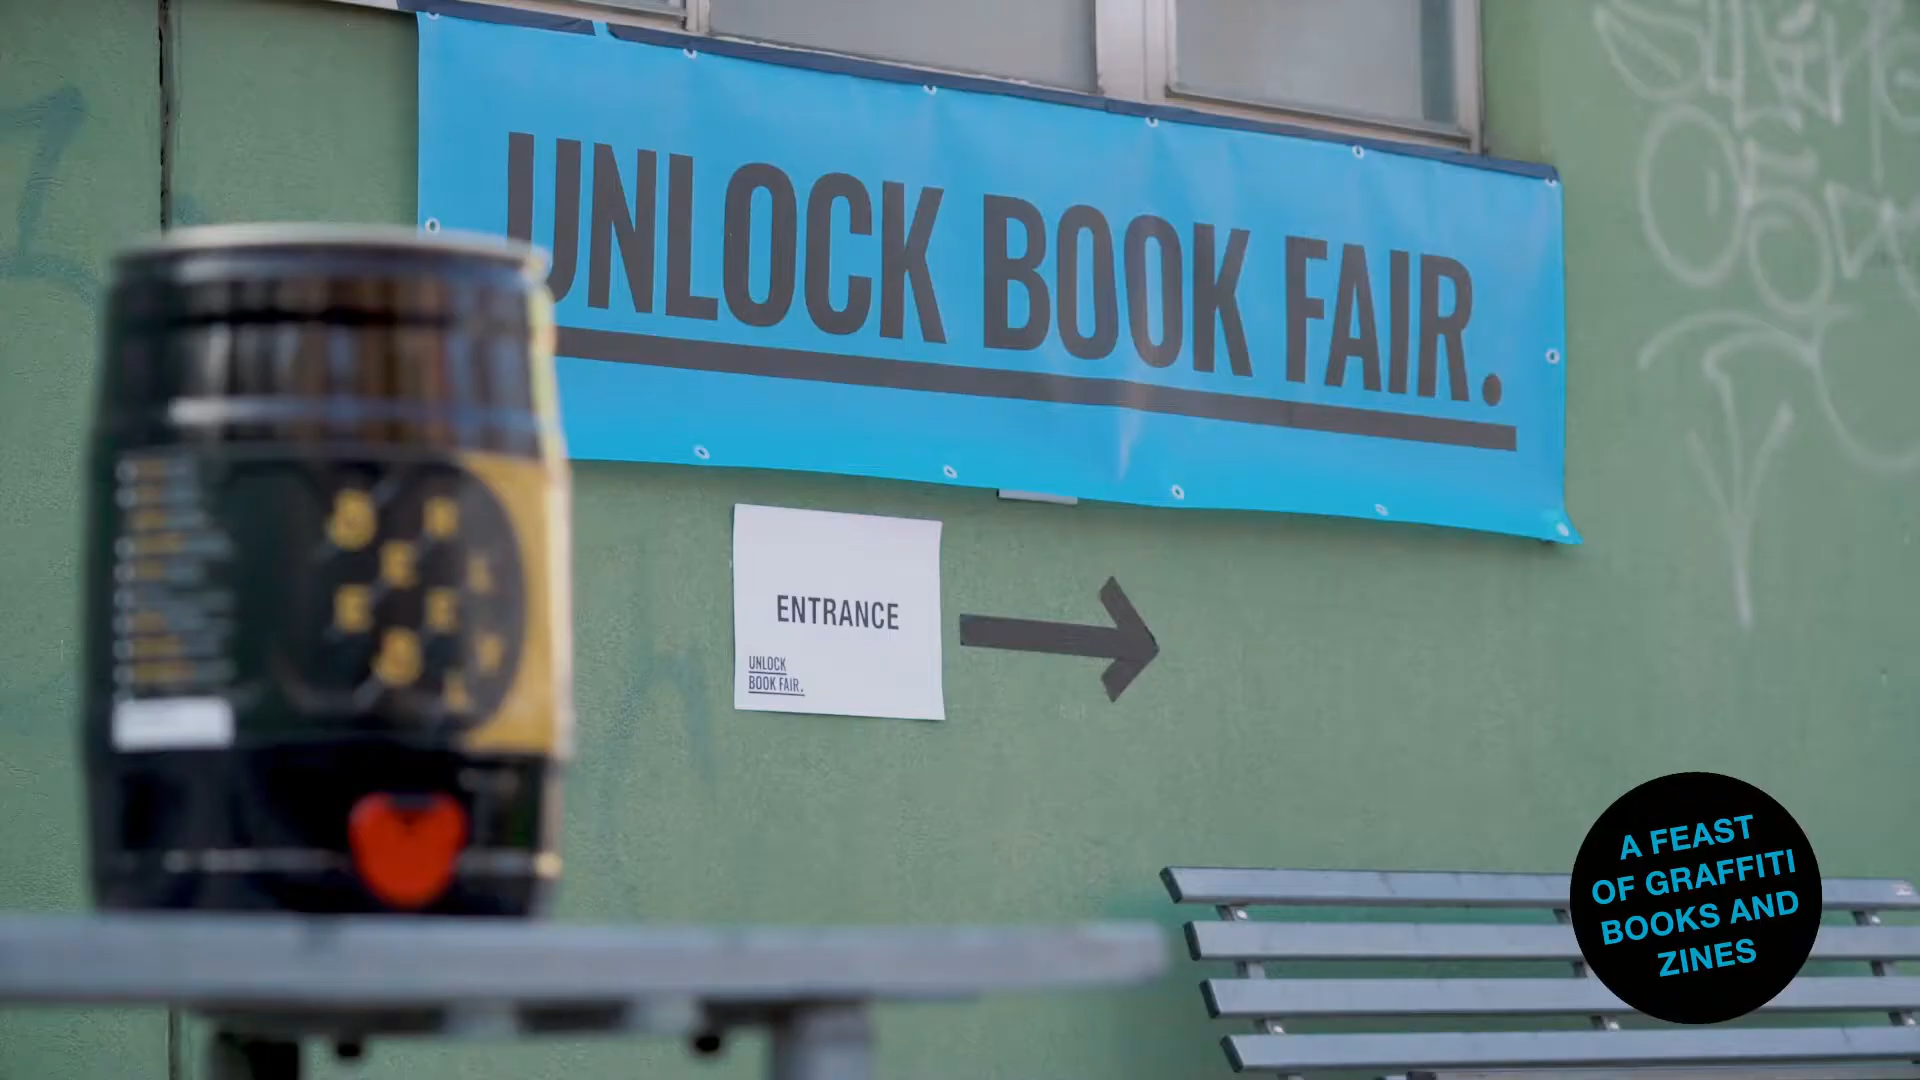 UNLOCK BOOK FAIR.
ENTRANCE
UNLOCK
BOOK FAIR.
A FEAST
OF GRAFFITI
BOOKS AND
ZINES